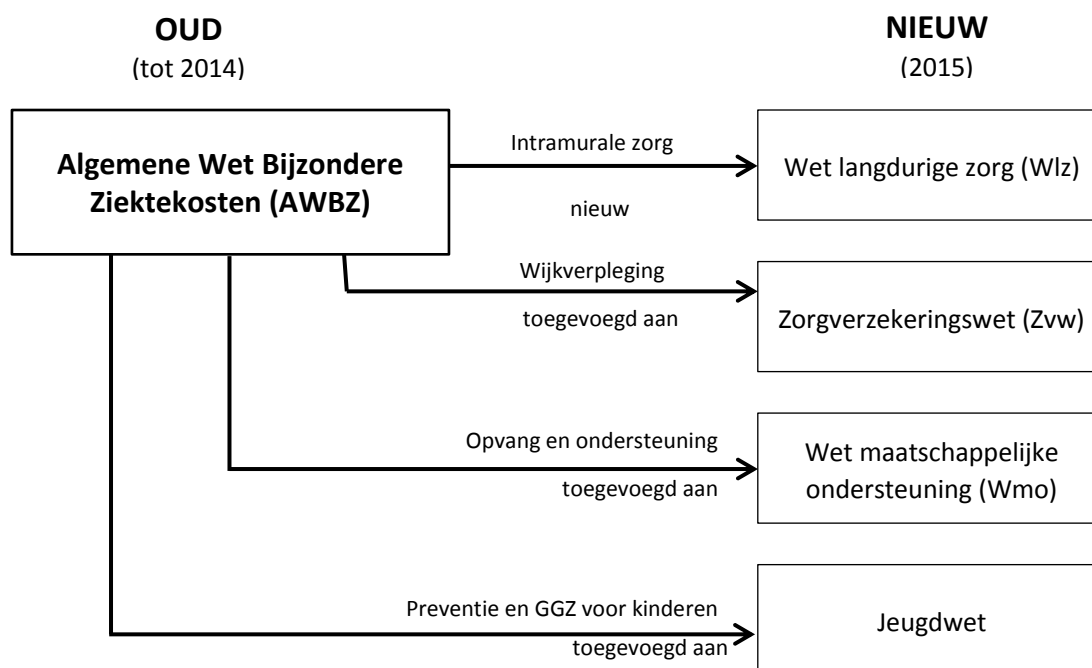 OUD
(tot 2014)
NIEUW
(2015)
Algemene Wet Bijzondere
Ziektekosten (AWBZ)
Intramurale zorg
nieuw
Wet langdurige zorg (Wlz)
Wijkverpleging
toegevoegd aan
Zorgverzekeringswet (Zvw)
Opvang en ondersteuning
toegevoegd aan
Wet maatschappelijke
ondersteuning (Wmo)
Preventie en GGZ voor kinderen
toegevoegd aan
Jeugdwet